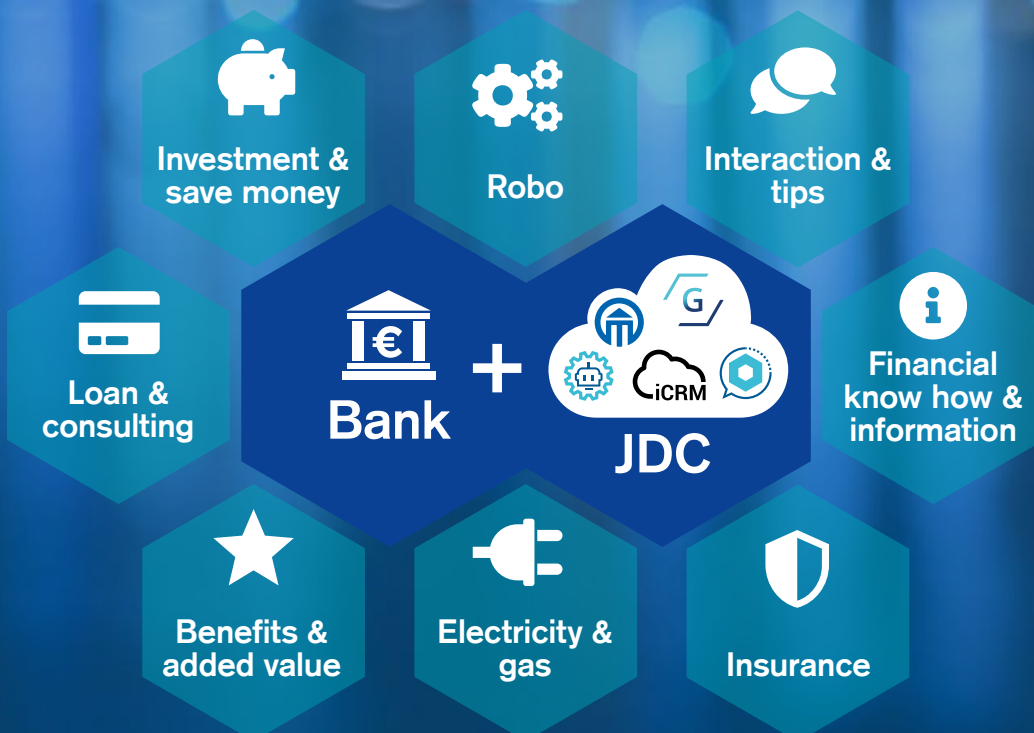 Investment &
save money
Robo
Interaction &
tips
Loan &
consulting
€
Bank
+
G
iCRM
JDC
Financial
know how &
information
Benefits &
added value
Electricity &
gas
Insurance